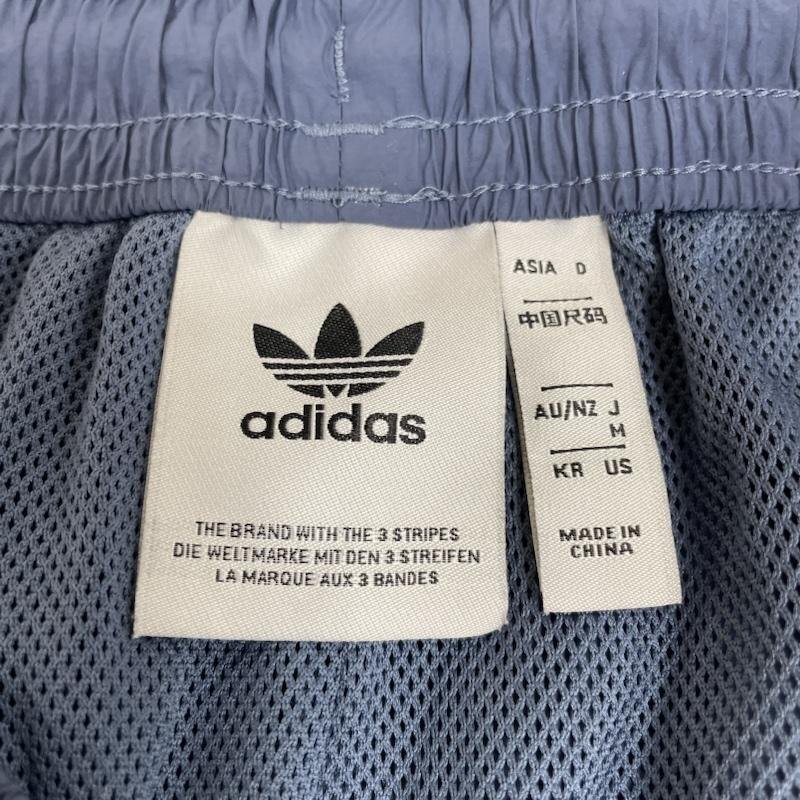 adidas
THE BRAND WITH THE 3 STRIPES
DIE WELTMARKE MIT DEN 3 STREIFEN
LA MARQUE AUX 3 BANDES
ASIA D
中国尺码
AU/NZ J
M
KR US
MADE IN
CHINA